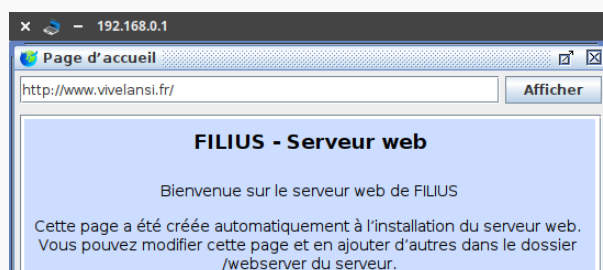 192.168.0.1
Page d'accueil
http://www.vivelansi.fr/ Afficher
FILIUS - Serveur web
Bienvenue sur le serveur web de FILIUS
Cette page a été créée automatiquement à l'installation du serveur web.
Vous pouvez modifier cette page et en ajouter d'autres dans le dossier
/webserver du serveur.